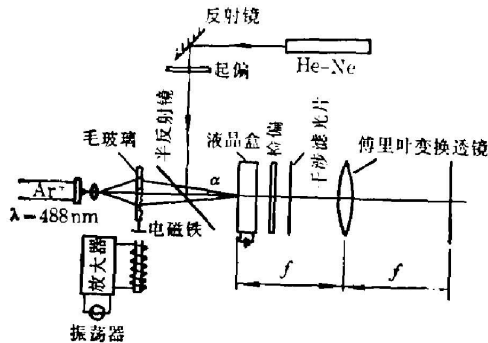 反射镜
起偏
He-Ne
半反射镜
毛玻璃
液晶盒
检偏
干涉滤光片
傅里叶变换透镜
Ar⁺
λ=488nm
α
电磁铁
放大器
振荡器
f
f